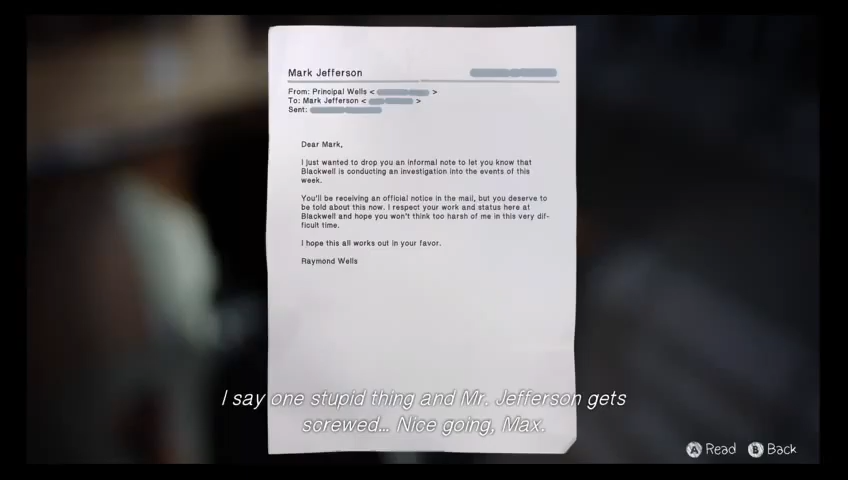 Mark Jefferson
From: Principal Wells < >
To: Mark Jefferson < >
Sent:
Dear Mark,
I just wanted to drop you an informal note to let you know that
Blackwell is conducting an investigation into the events of this
week.
You'll be receiving an official notice in the mail, but you deserve to
be told about this now. I respect your work and status here at
Blackwell and hope you won't think too harsh of me in this very dif-
ficult time.
I hope this all works out in your favor.
Raymond Wells
I say one stupid thing and Mr. Jefferson gets
screwed... Nice going, Max.
A Read B Back